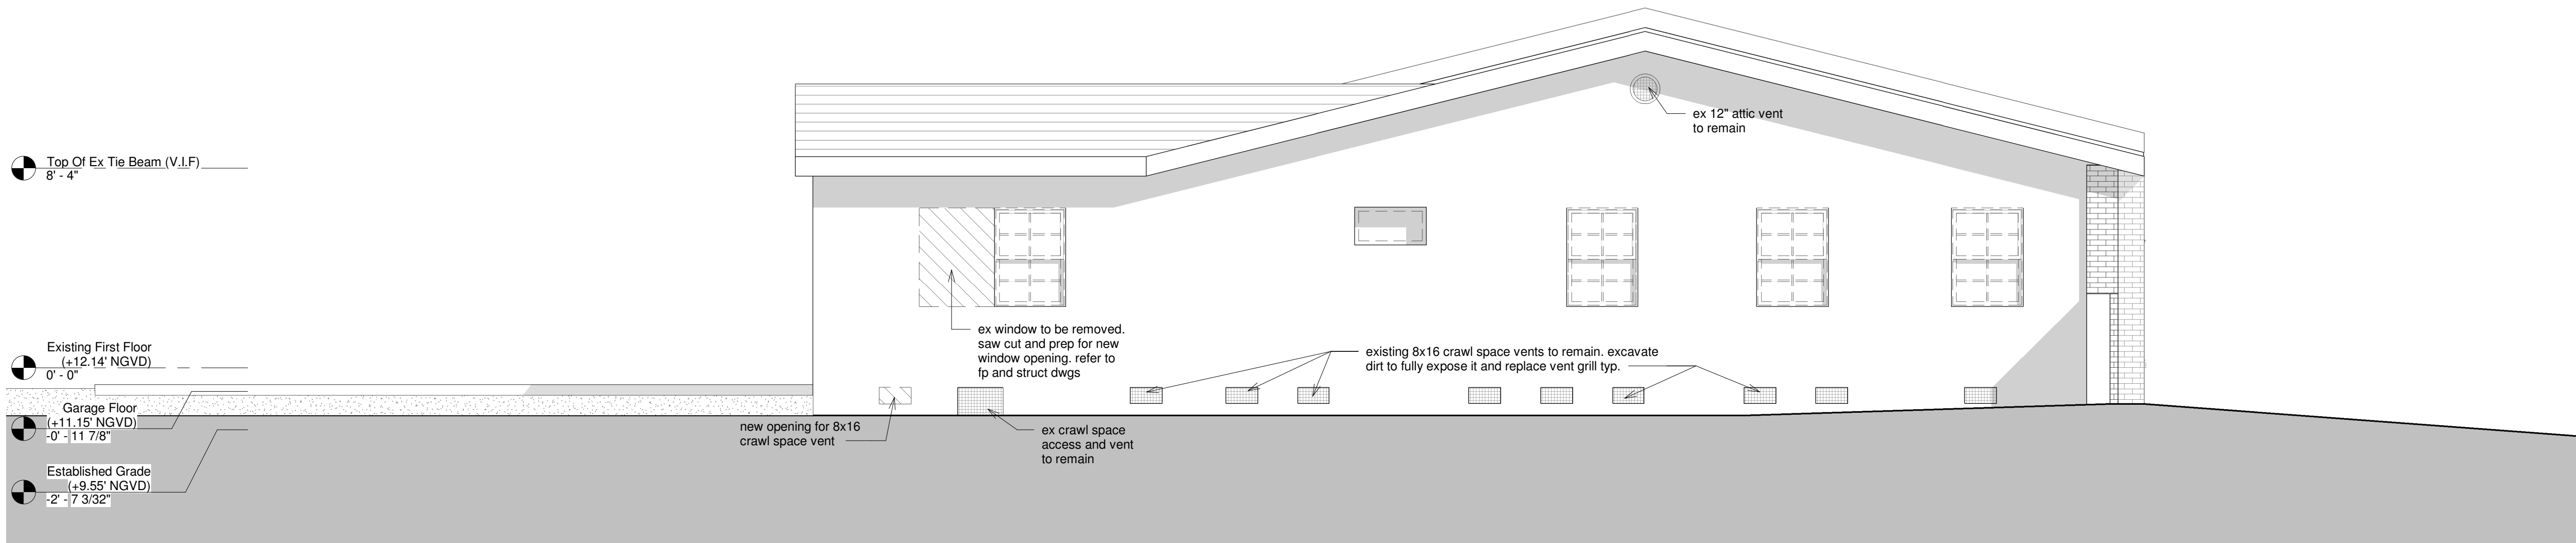 ex 12" attic vent
to remain
Top Of Ex Tie Beam (V.I.F)
8' - 4"
ex window to be removed.
saw cut and prep for new
window opening. refer to
fp and struct dwgs
Existing First Floor
(+12.14' NGVD)
0' - 0"
existing 8x16 crawl space vents to remain. excavate
dirt to fully expose it and replace vent grill typ.
Garage Floor
(+11.15' NGVD)
-0' - 11 7/8"
new opening for 8x16
crawl space vent
ex crawl space
access and vent
to remain
Established Grade
(+9.55' NGVD)
-2' - 7 3/32"